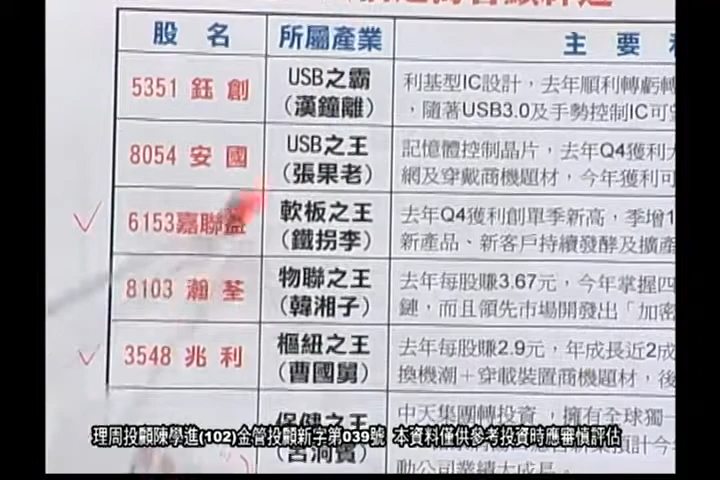 股名 所屬產業 主要
5351 鈺創 USB之霸 利基型IC設計，去年順利轉虧轉
(漢鐘離) ，隨著USB3.0及手勢控制IC可
8054 安國 USB之王 記憶體控制晶片，去年Q4獲利
(張果老) 網及穿戴商機題材，今年獲利可
6153嘉聯益 軟板之王 去年Q4獲利創單季新高，季增1
(鐵拐李) 新產品、新客戶持續發酵及擴產
8103 瀚荃 物聯之王 去年每股賺3.67元，今年掌握四
(韓湘子) 鏈，而且領先市場開發出「加密
3548 兆利 樞紐之王 去年每股賺2.9元，年成長近2成
(曹國舅) 換機潮＋穿載裝置商機題材，後
保健之王 中天集團轉投資，擁有全球獨一
理周投顧陳學進(102)金管投顧新字第039號 本資料僅供參考投資時應審慎評估
動公司業績大成長。